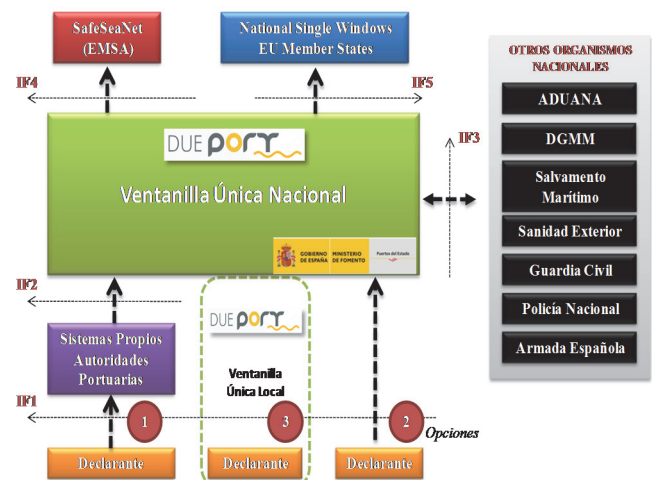 SafeSeaNet
(EMSA)
National Single Windows
EU Member States
OTROS ORGANISMOS
NACIONALES
IF4
IF5
ADUANA
DUE port
IF3
DGMM
Ventanilla Única Nacional
Salvamento
Marítimo
Sanidad Exterior
GOBIERNO
DE ESPAÑA
MINISTERIO
DE FOMENTO
Puertos del Estado
Guardia Civil
IF2
DUE port
Policía Nacional
Sistemas Propios
Autoridades
Portuarias
Armada Española
Ventanilla
Única Local
IF1
1
3
2
Opciones
Declarante
Declarante
Declarante